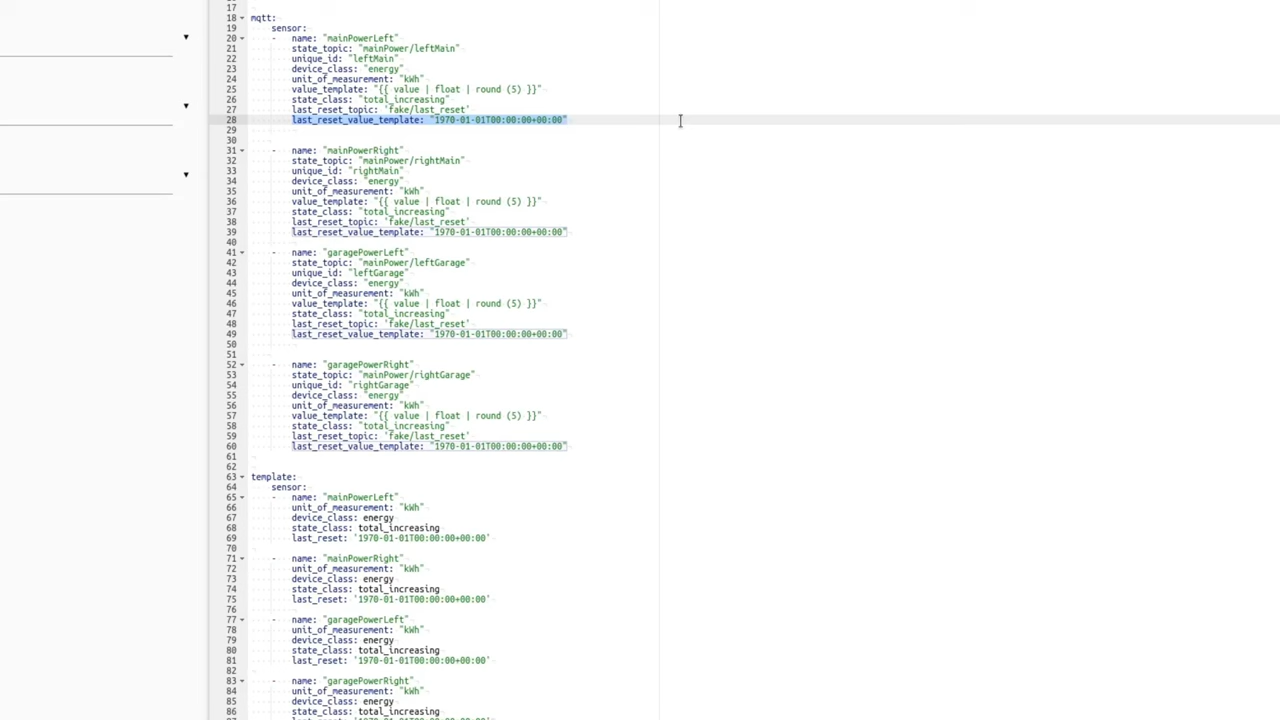 17
18 mqtt:
19 sensor:
20 - name: "mainPowerLeft"
21 state_topic: "mainPower/leftMain"
22 unique_id: "leftMain"
23 device_class: "energy"
24 unit_of_measurement: "kWh"
25 value_template: "{{ value | float | round (5) }}"
26 state_class: "total_increasing"
27 last_reset_topic: 'fake/last_reset'
28 last_reset_value_template: "1970-01-01T00:00:00+00:00"
29
30
31 - name: "mainPowerRight"
32 state_topic: "mainPower/rightMain"
33 unique_id: "rightMain"
34 device_class: "energy"
35 unit_of_measurement: "kWh"
36 value_template: "{{ value | float | round (5) }}"
37 state_class: "total_increasing"
38 last_reset_topic: 'fake/last_reset'
39 last_reset_value_template: "1970-01-01T00:00:00+00:00"
40
41 - name: "garagePowerLeft"
42 state_topic: "mainPower/leftGarage"
43 unique_id: "leftGarage"
44 device_class: "energy"
45 unit_of_measurement: "kWh"
46 value_template: "{{ value | float | round (5) }}"
47 state_class: "total_increasing"
48 last_reset_topic: 'fake/last_reset'
49 last_reset_value_template: "1970-01-01T00:00:00+00:00"
50
51
52 - name: "garagePowerRight"
53 state_topic: "mainPower/rightGarage"
54 unique_id: "rightGarage"
55 device_class: "energy"
56 unit_of_measurement: "kWh"
57 value_template: "{{ value | float | round (5) }}"
58 state_class: "total_increasing"
59 last_reset_topic: 'fake/last_reset'
60 last_reset_value_template: "1970-01-01T00:00:00+00:00"
61
62
63 template:
64 sensor:
65 - name: "mainPowerLeft"
66 unit_of_measurement: "kWh"
67 device_class: energy
68 state_class: total_increasing
69 last_reset: '1970-01-01T00:00:00+00:00'
70
71 - name: "mainPowerRight"
72 unit_of_measurement: "kWh"
73 device_class: energy
74 state_class: total_increasing
75 last_reset: '1970-01-01T00:00:00+00:00'
76
77 - name: "garagePowerLeft"
78 unit_of_measurement: "kWh"
79 device_class: energy
80 state_class: total_increasing
81 last_reset: '1970-01-01T00:00:00+00:00'
82
83 - name: "garagePowerRight"
84 unit_of_measurement: "kWh"
85 device_class: energy
86 state_class: total_increasing